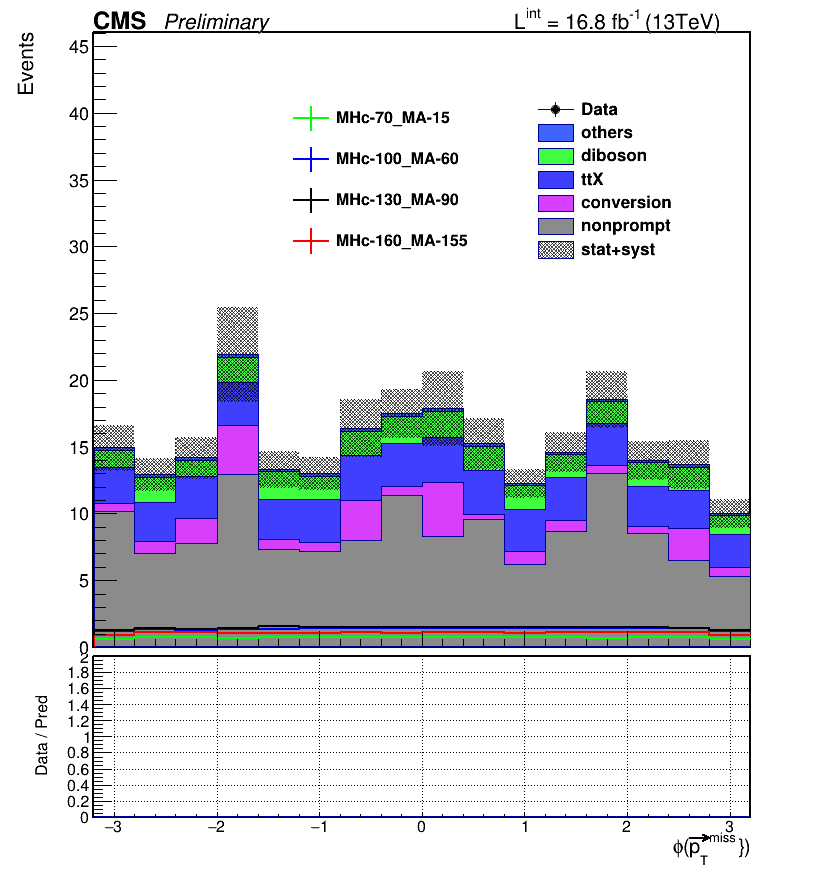 CMS Preliminary L^int = 16.8 fb^-1 (13TeV)
Events
45
40
35
30
25
20
15
10
5
0
MHc-70_MA-15
MHc-100_MA-60
MHc-130_MA-90
MHc-160_MA-155
Data
others
diboson
ttX
conversion
nonprompt
stat+syst
Data / Pred
2
1.8
1.6
1.4
1.2
1
0.8
0.6
0.4
0.2
0
−3 −2 −1 0 1 2 3
ϕ(p_T^miss})